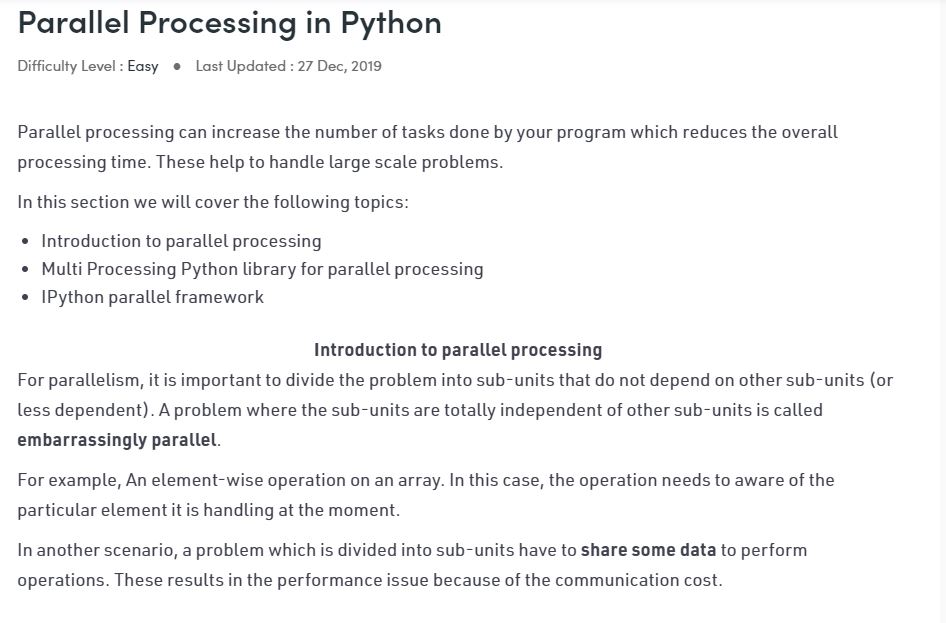 Parallel Processing in Python
Difficulty Level : Easy ● Last Updated : 27 Dec, 2019
Parallel processing can increase the number of tasks done by your program which reduces the overall
processing time. These help to handle large scale problems.
In this section we will cover the following topics:
• Introduction to parallel processing
• Multi Processing Python library for parallel processing
• IPython parallel framework
Introduction to parallel processing
For parallelism, it is important to divide the problem into sub-units that do not depend on other sub-units (or
less dependent). A problem where the sub-units are totally independent of other sub-units is called
embarrassingly parallel.
For example, An element-wise operation on an array. In this case, the operation needs to aware of the
particular element it is handling at the moment.
In another scenario, a problem which is divided into sub-units have to share some data to perform
operations. These results in the performance issue because of the communication cost.